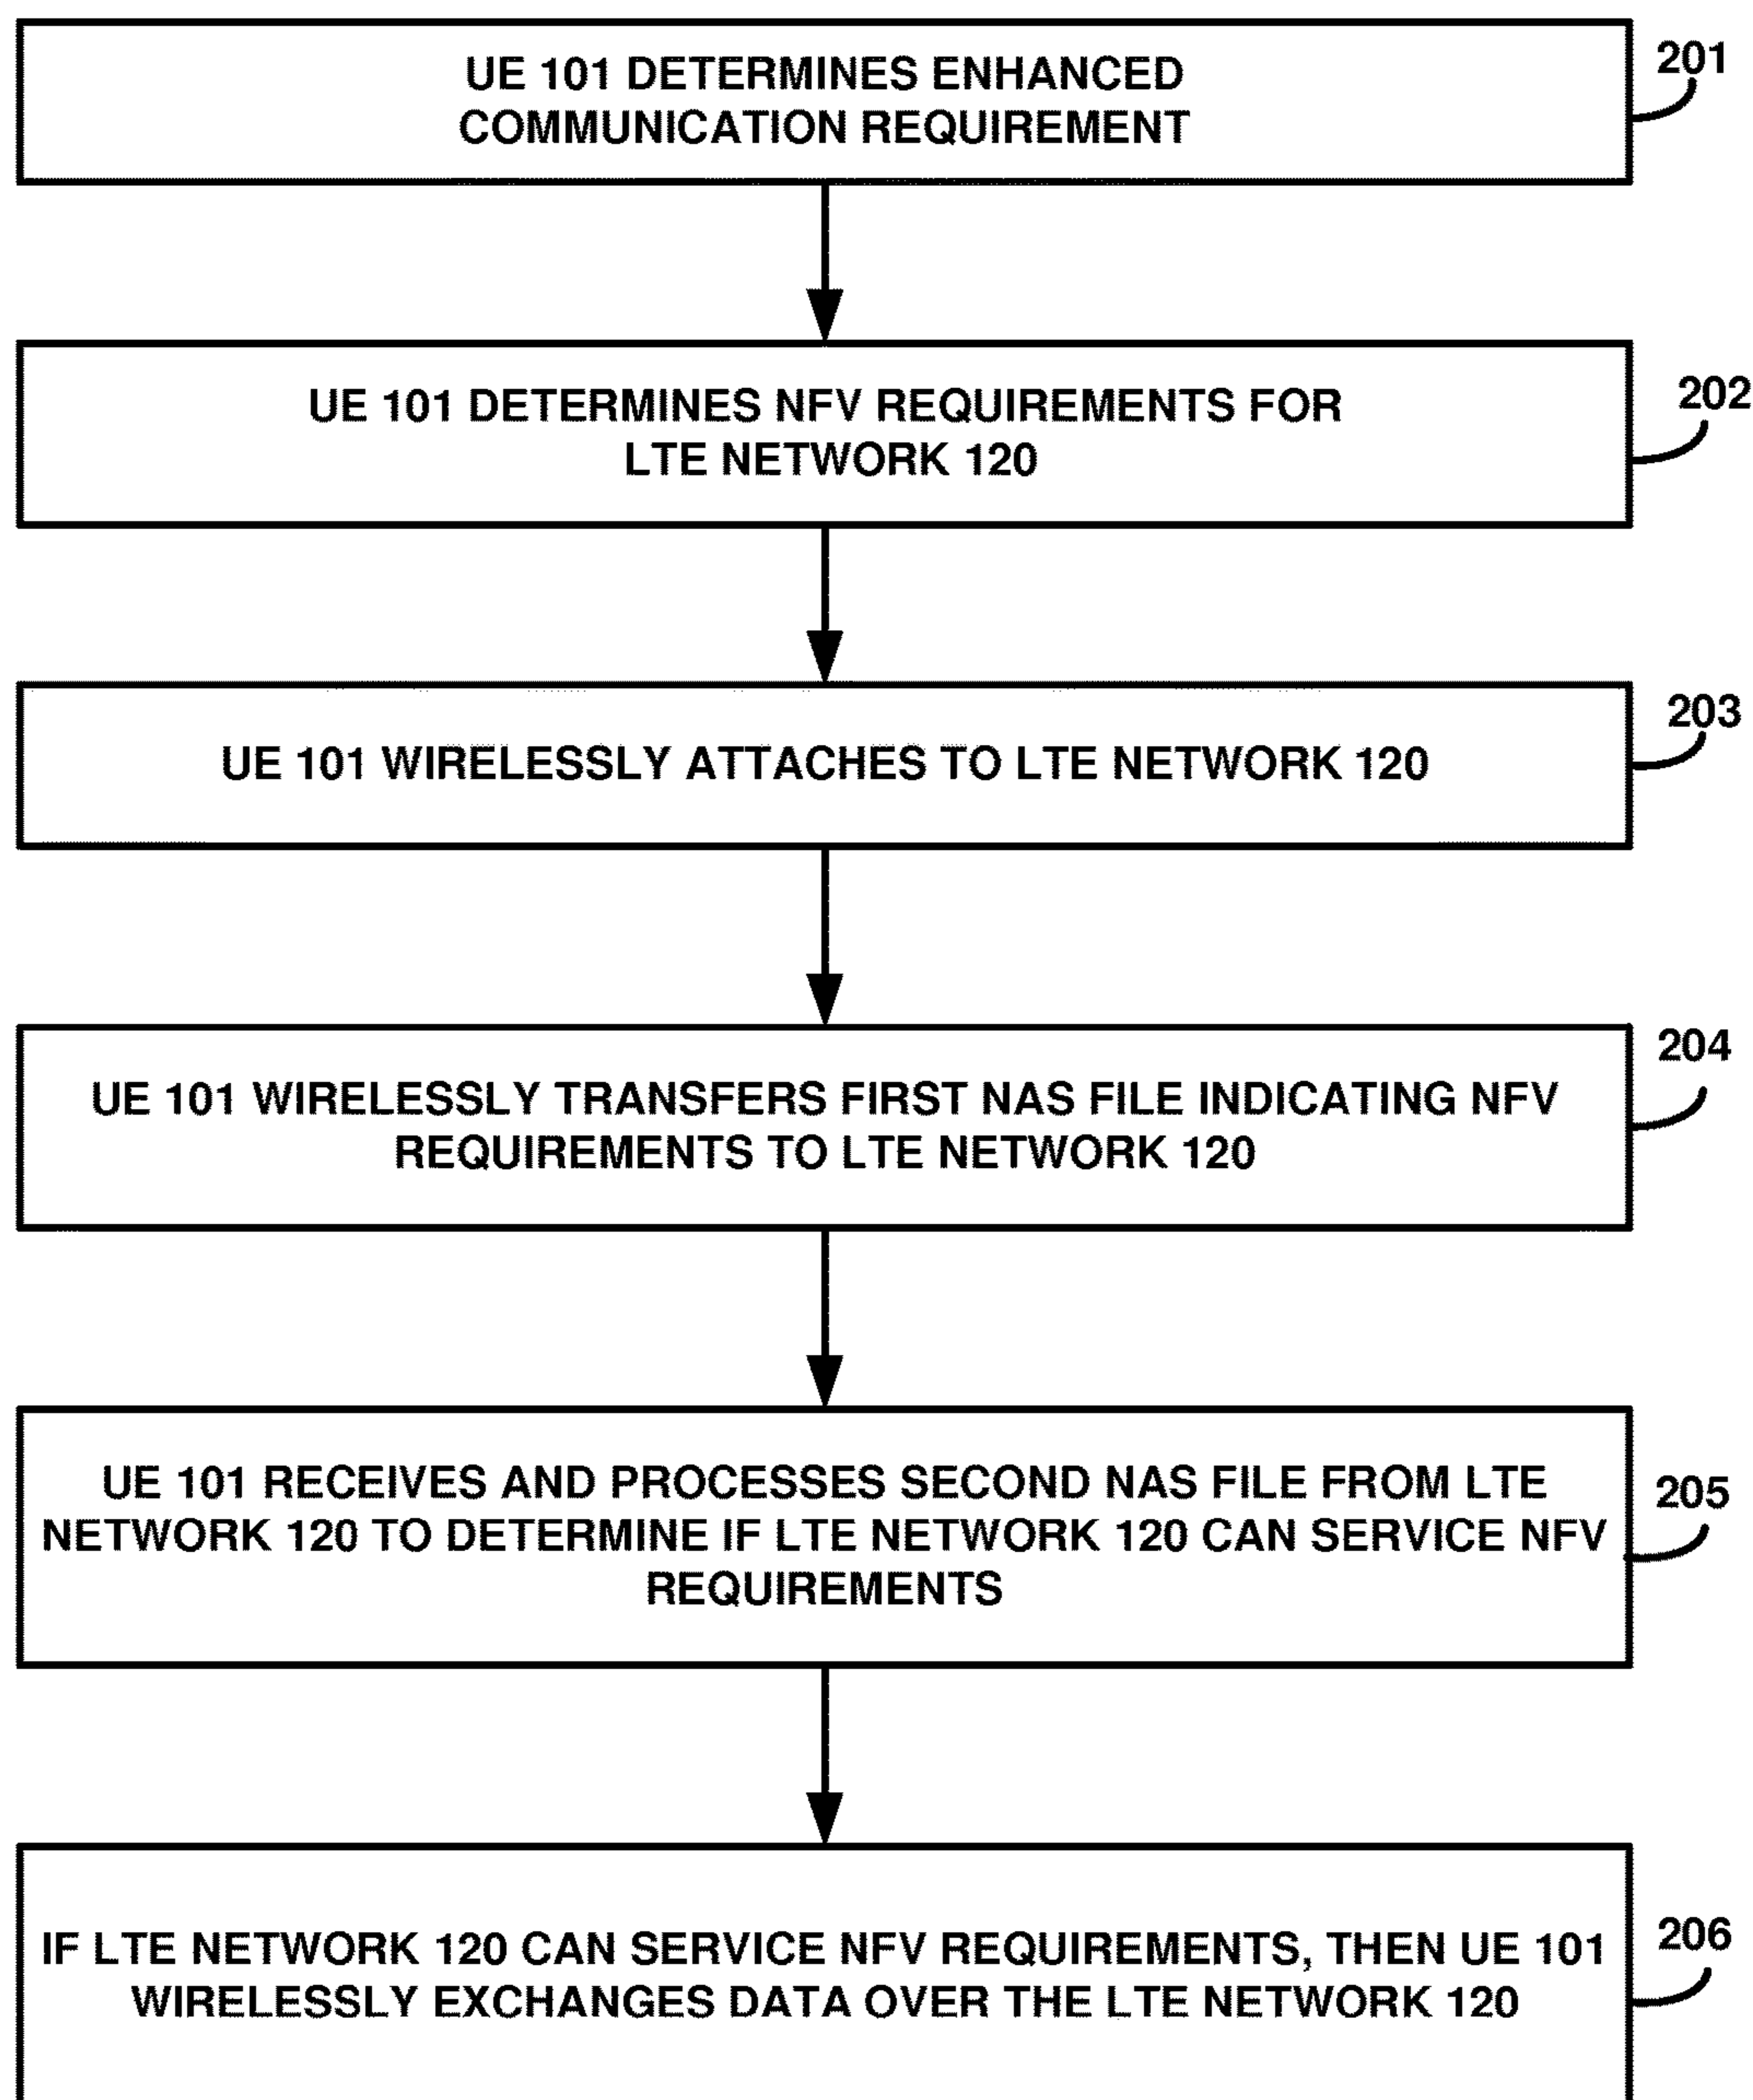 UE 101 DETERMINES ENHANCED
COMMUNICATION REQUIREMENT
201
UE 101 DETERMINES NFV REQUIREMENTS FOR
LTE NETWORK 120
202
UE 101 WIRELESSLY ATTACHES TO LTE NETWORK 120
203
UE 101 WIRELESSLY TRANSFERS FIRST NAS FILE INDICATING NFV
REQUIREMENTS TO LTE NETWORK 120
204
UE 101 RECEIVES AND PROCESSES SECOND NAS FILE FROM LTE
NETWORK 120 TO DETERMINE IF LTE NETWORK 120 CAN SERVICE NFV
REQUIREMENTS
205
IF LTE NETWORK 120 CAN SERVICE NFV REQUIREMENTS, THEN UE 101
WIRELESSLY EXCHANGES DATA OVER THE LTE NETWORK 120
206